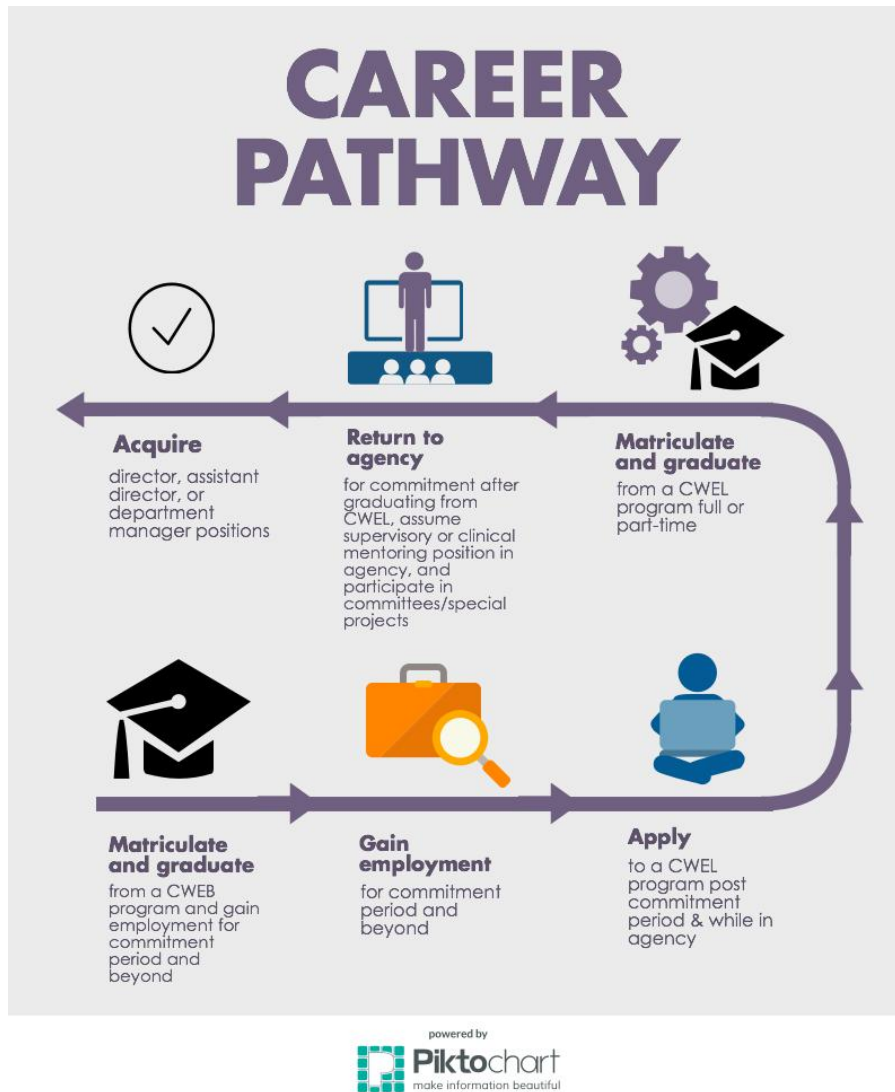 CAREER
PATHWAY
Acquire
director, assistant
director, or
department
manager positions
Return to
agency
for commitment after
graduating from
CWEL, assume
supervisory or clinical
mentoring position in
agency, and
participate in
committees/special
projects
Matriculate
and graduate
from a CWEL
program full or
part-time
Matriculate
and graduate
from a CWEB
program and gain
employment for
commitment
period and
beyond
Gain
employment
for commitment
period and
beyond
Apply
to a CWEL
program post
commitment
period & while in
agency
powered by
Piktochart
make information beautiful